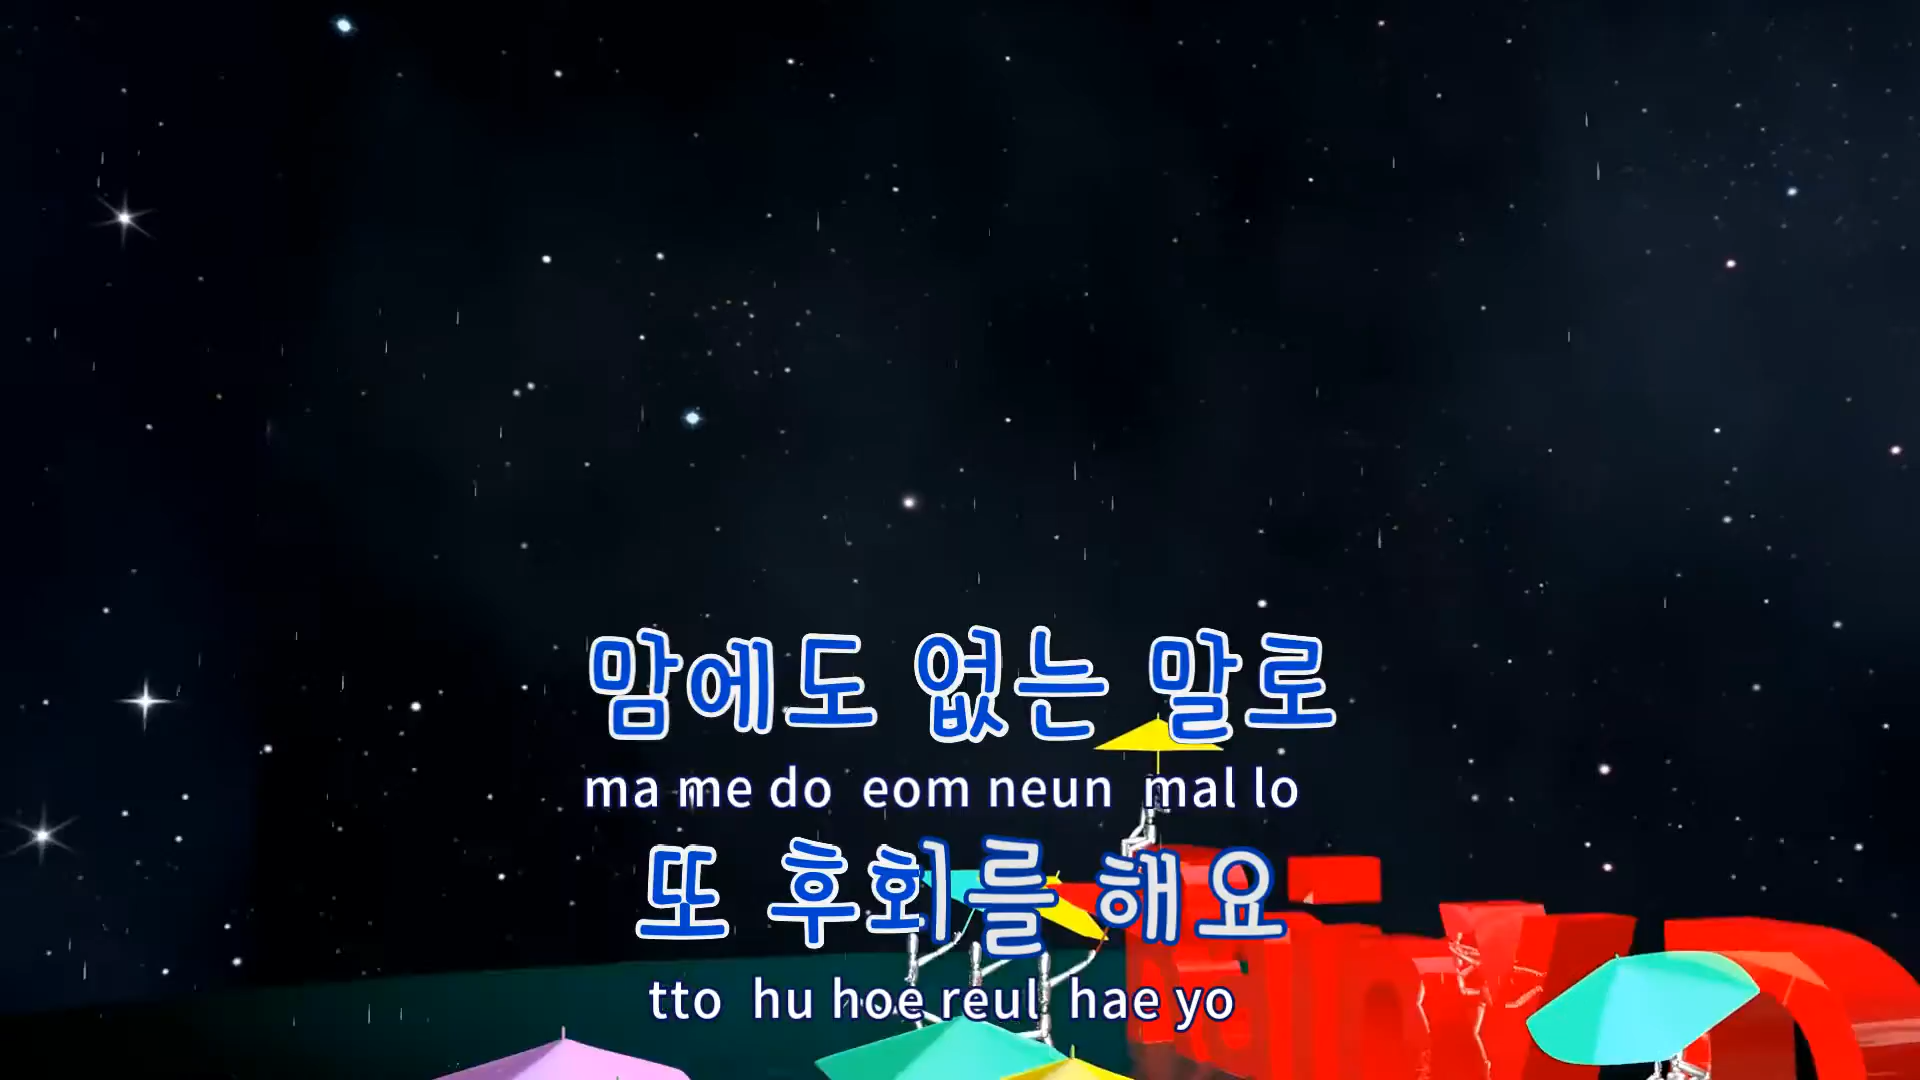 맘에도 없는 말로
ma me do eom neun mal lo
또 후회를 해요
tto hu hoe reul hae yo